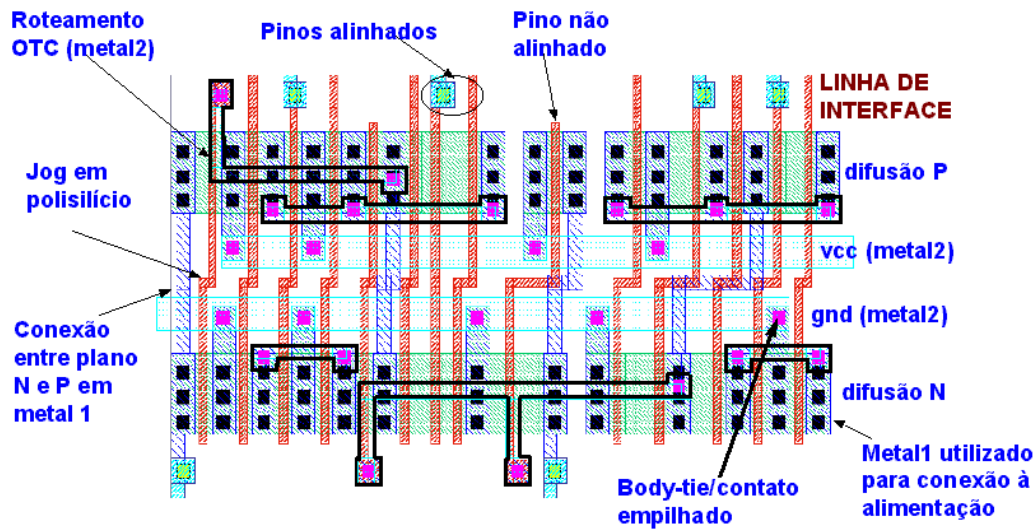 Roteamento
OTC (metal2)
Pinos alinhados
Pino não
alinhado
LINHA DE
INTERFACE
Jog em
polisilício
difusão P
vcc (metal2)
gnd (metal2)
Conexão
entre plano
N e P em
metal 1
difusão N
Metal1 utilizado
para conexão à
alimentação
Body-tie/contato
empilhado